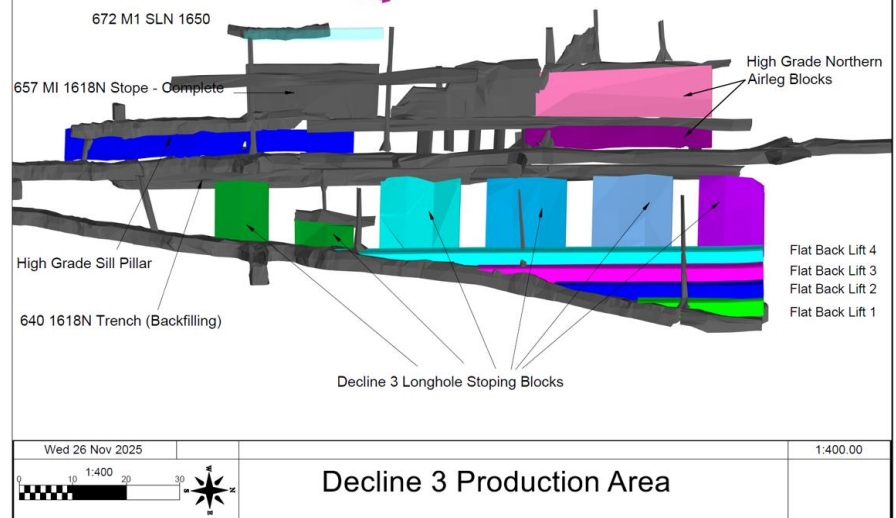 672 M1 SLN 1650
High Grade Northern
Airleg Blocks
657 MI 1618N Stope - Complete
High Grade Sill Pillar
Flat Back Lift 4
Flat Back Lift 3
Flat Back Lift 2
Flat Back Lift 1
640 1618N Trench (Backfilling)
Decline 3 Longhole Stoping Blocks
Wed 26 Nov 2025
1:400.00
1:400
0 10 20 30
W
S N
E
Decline 3 Production Area